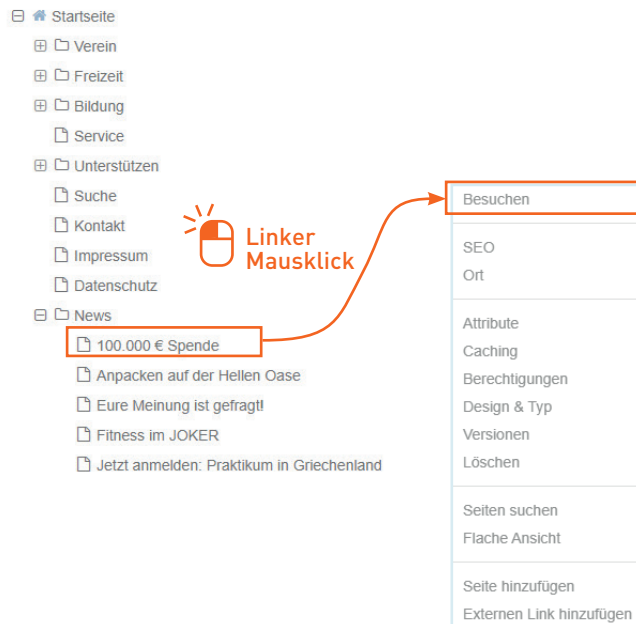 Startseite
Verein
Freizeit
Bildung
Service
Unterstützen
Suche
Kontakt
Impressum
Datenschutz
News
100.000 € Spende
Anpacken auf der Hellen Oase
Eure Meinung ist gefragt!
Fitness im JOKER
Jetzt anmelden: Praktikum in Griechenland
Linker
Mausklick
Besuchen
SEO
Ort
Attribute
Caching
Berechtigungen
Design & Typ
Versionen
Löschen
Seiten suchen
Flache Ansicht
Seite hinzufügen
Externen Link hinzufügen